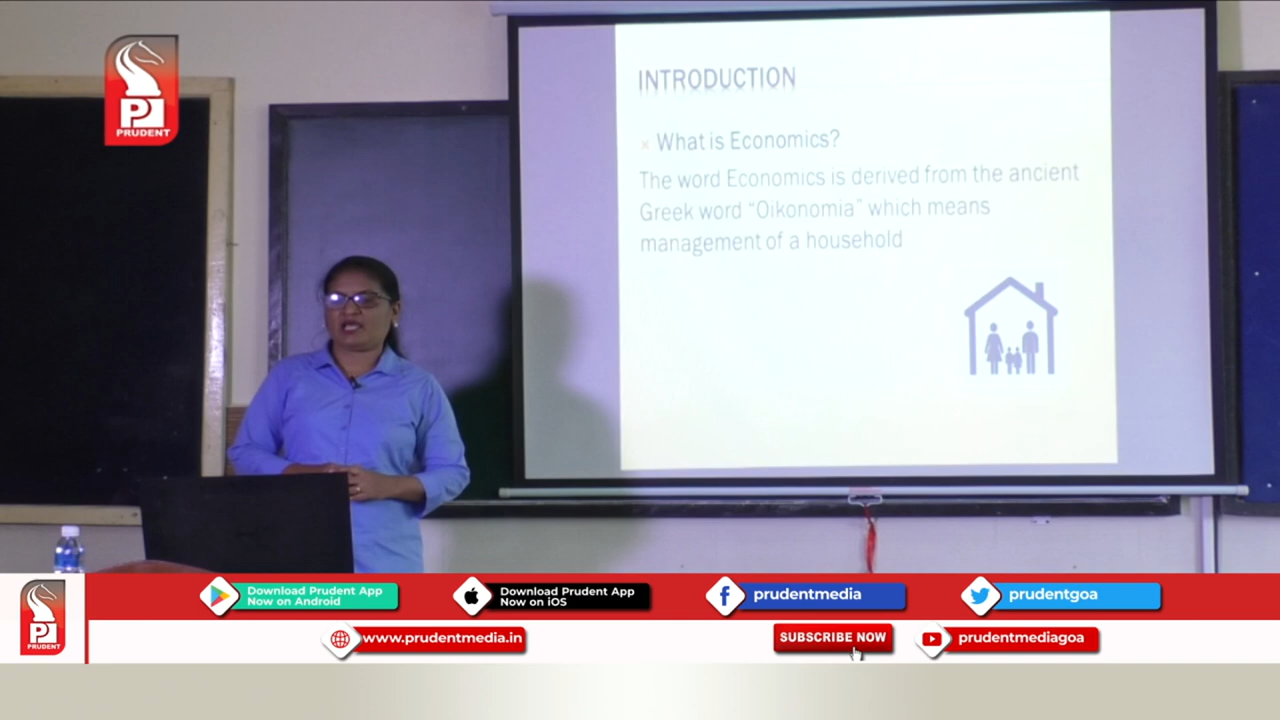 PJ
PRUDENT
INTRODUCTION
× What is Economics?
The word Economics is derived from the ancient
Greek word “Oikonomia” which means
management of a household
PJ
PRUDENT
Download Prudent App
Now on Android
Download Prudent App
Now on iOS
prudentmedia
prudentgoa
www.prudentmedia.in
SUBSCRIBE NOW
prudentmediagoa